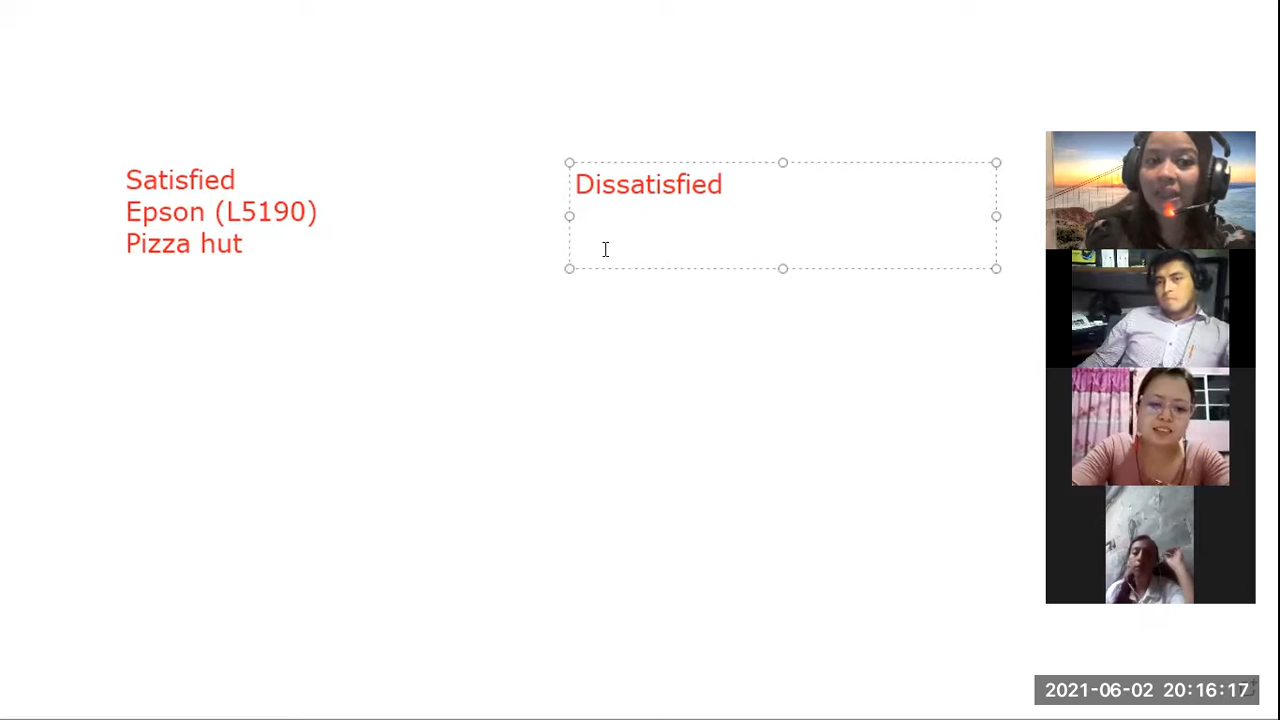 Satisfied
Epson (L5190)
Pizza hut
Dissatisfied
2021-06-02 20:16:17